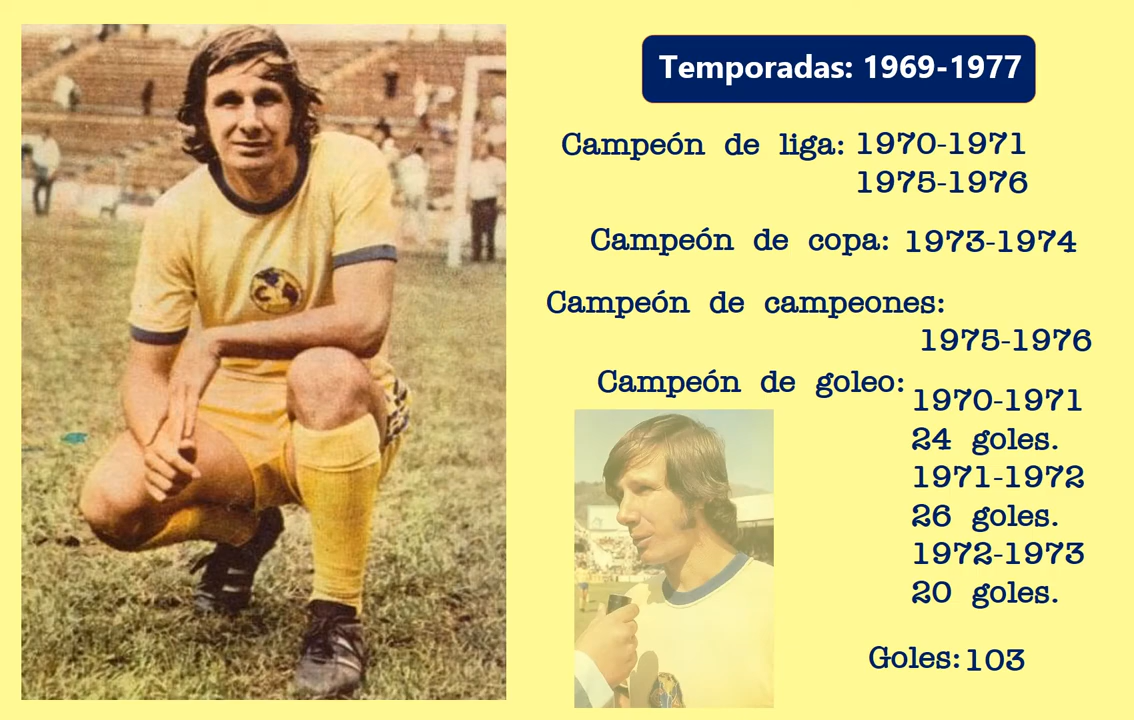 Temporadas: 1969-1977
Campeón de liga: 1970-1971
1975-1976
Campeón de copa: 1973-1974
Campeón de campeones:
1975-1976
Campeón de goleo:
1970-1971
24 goles.
1971-1972
26 goles.
1972-1973
20 goles.
Goles: 103